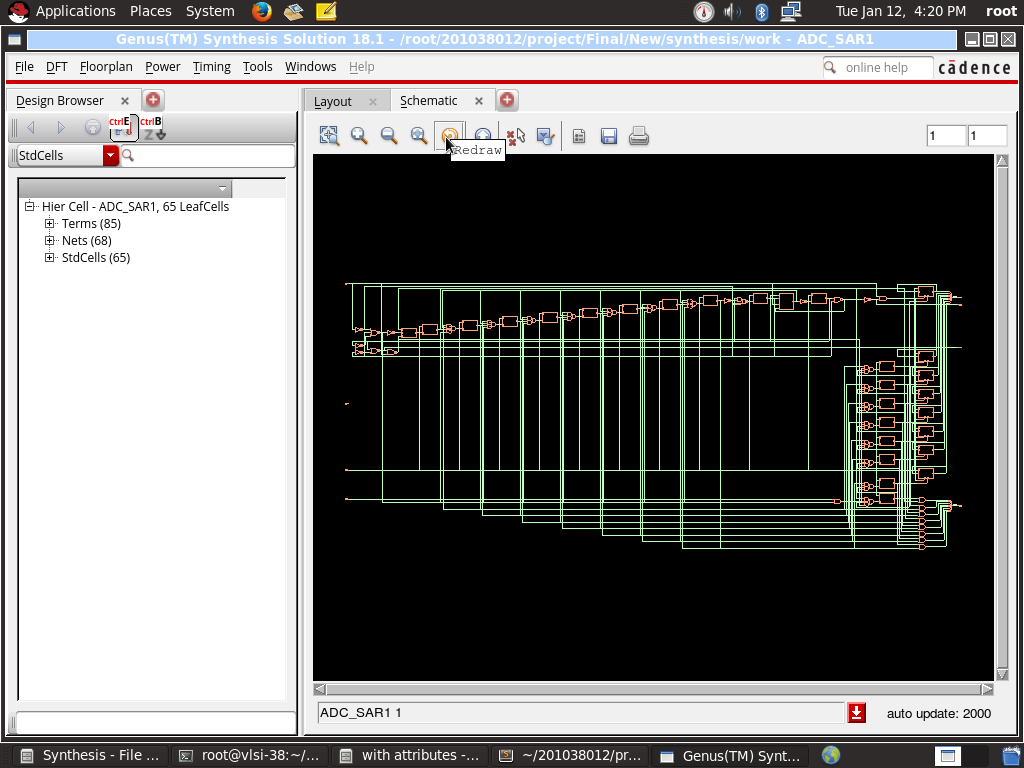 Applications Places System Tue Jan 12, 4:20 PM root
Genus(TM) Synthesis Solution 18.1 - /root/201038012/project/Final/New/synthesis/work - ADC_SAR1
File DFT Floorplan Power Timing Tools Windows Help online help cādence
Design Browser Layout Schematic
CtrlE CtrlB
Redraw 1 1
StdCells
Hier Cell - ADC_SAR1, 65 LeafCells
Terms (85)
Nets (68)
StdCells (65)
ADC_SAR1 1 auto update: 2000
Synthesis - File ... root@vlsi-38:~/... with attributes -... ~/201038012/pr... Genus(TM) Synt...